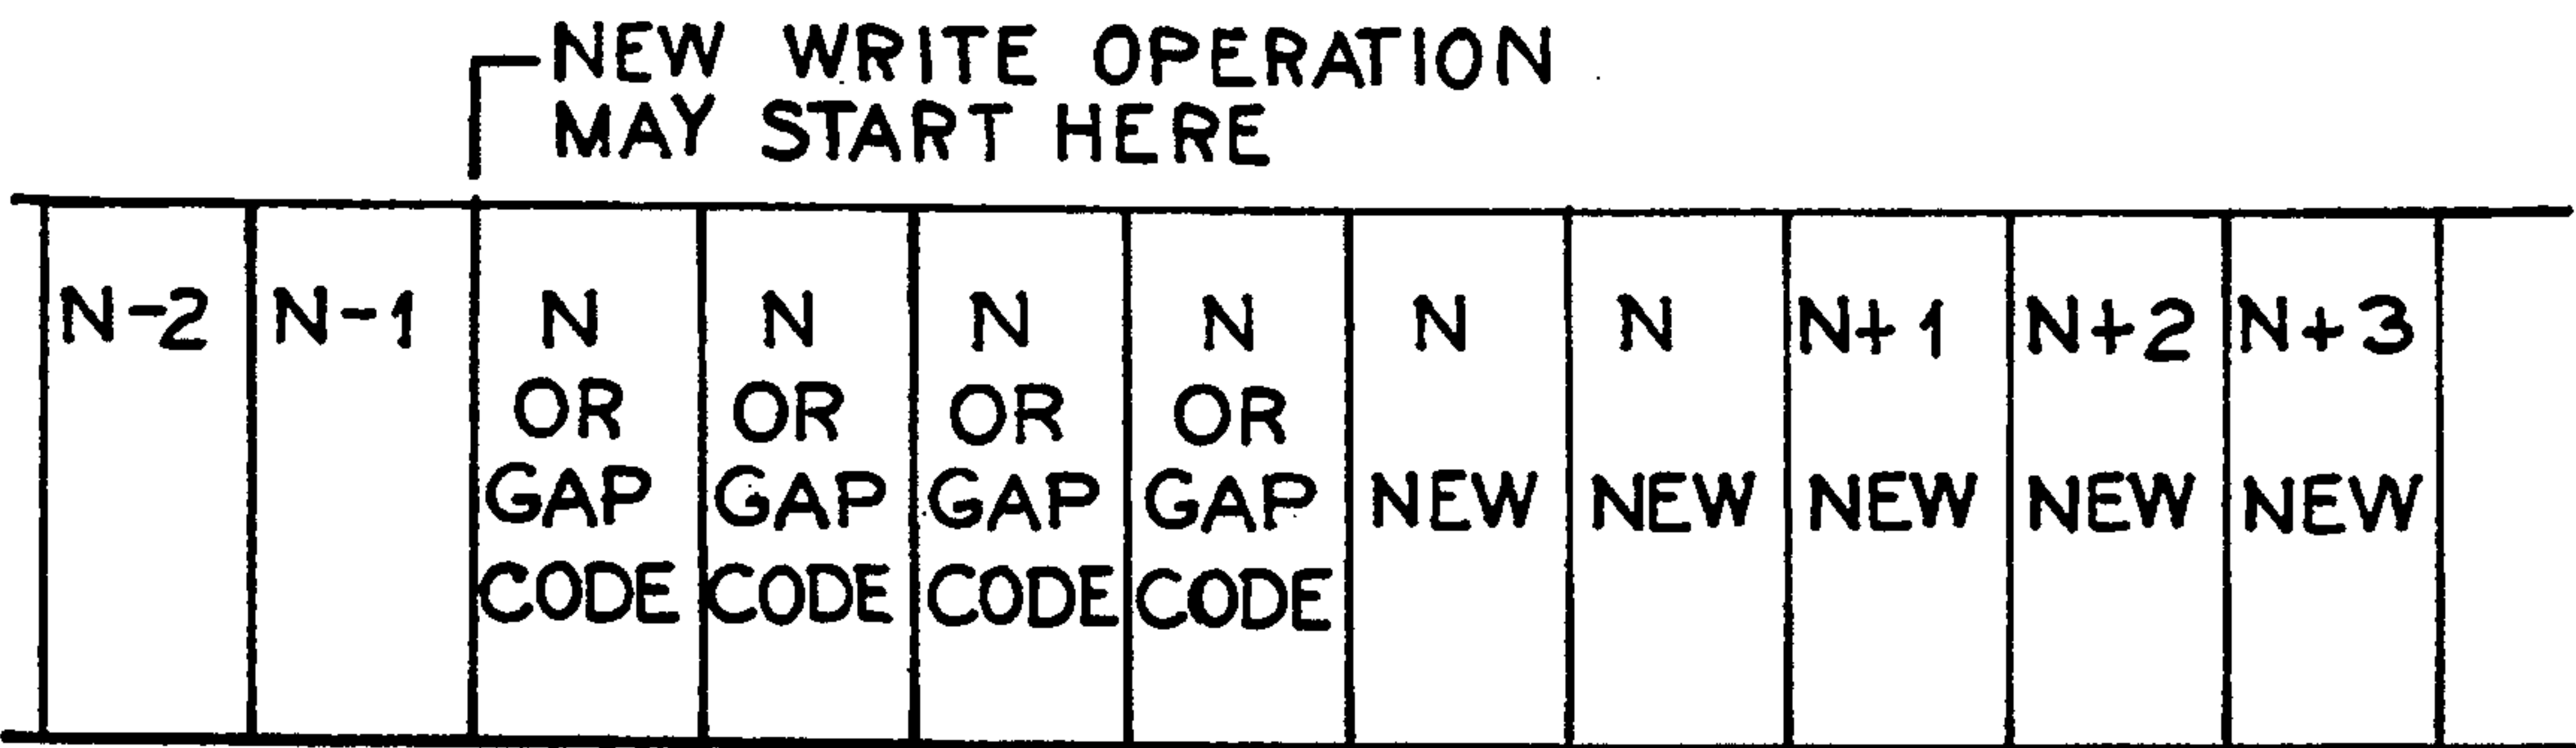 NEW WRITE OPERATION
MAY START HERE
N-2 N-1 N N N N N N N+1 N+2 N+3
OR OR OR OR
GAP GAP GAP GAP NEW NEW NEW NEW NEW
CODE CODE CODE CODE